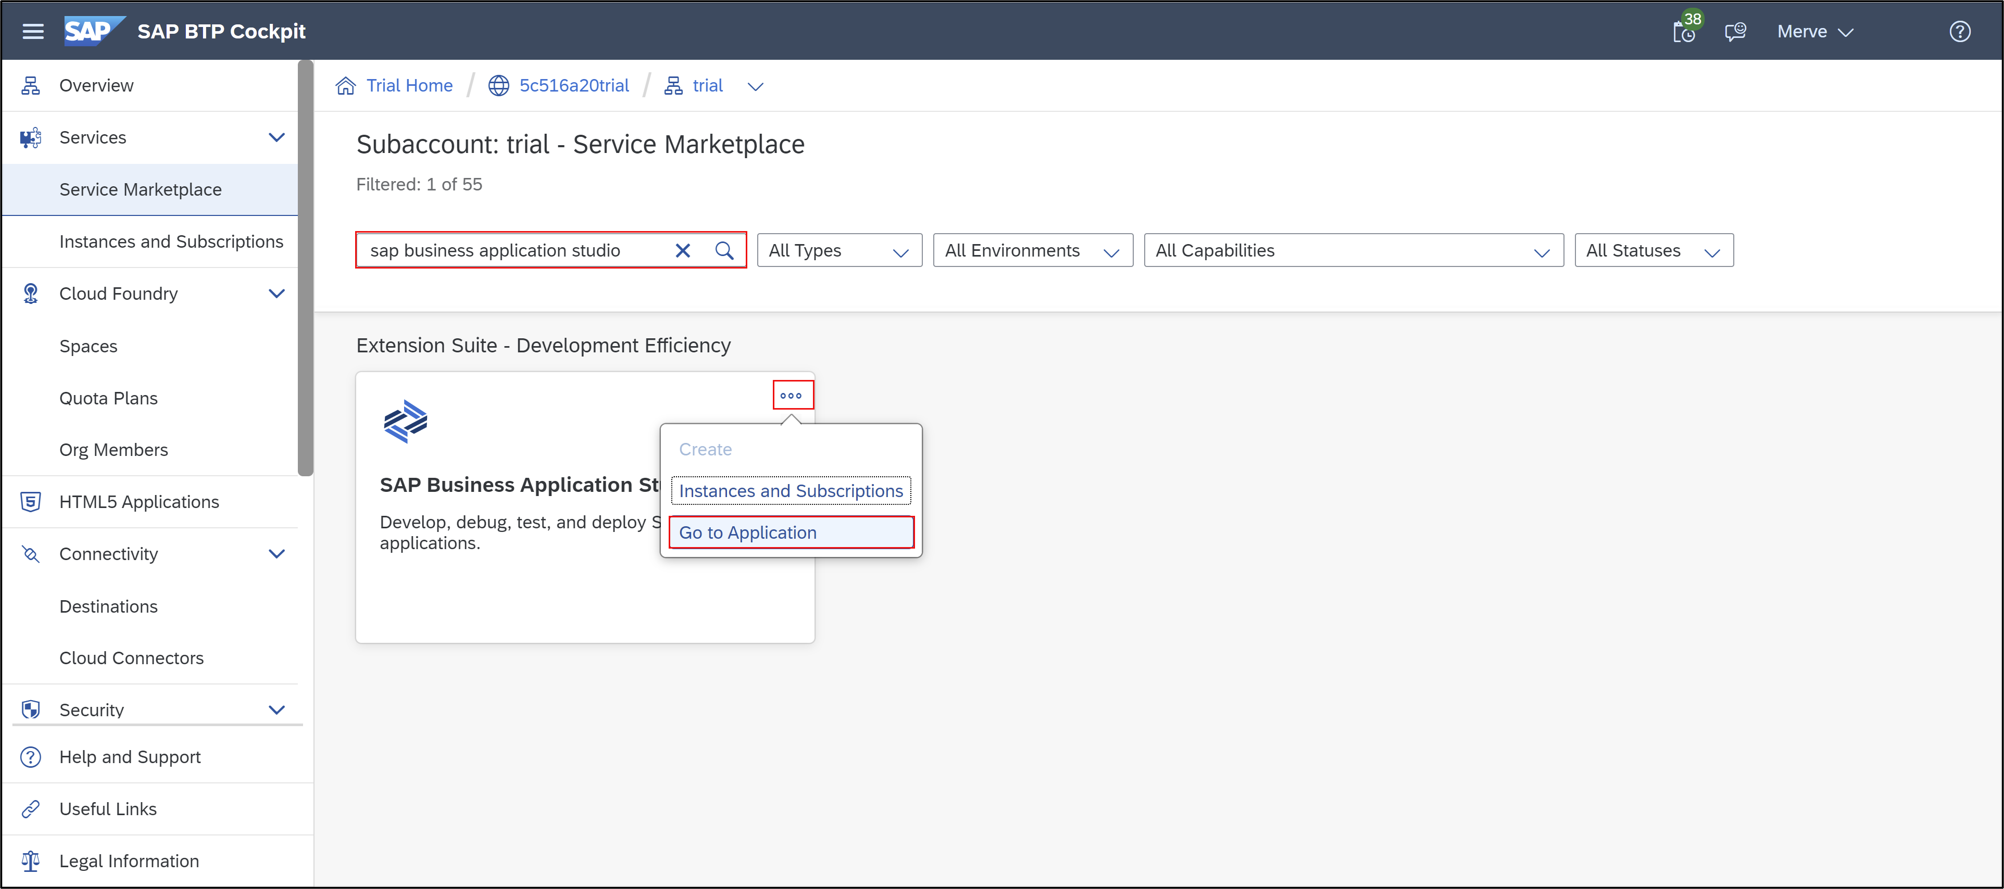 SAP SAP BTP Cockpit
38
Merve
Overview
Services
Service Marketplace
Instances and Subscriptions
Cloud Foundry
Spaces
Quota Plans
Org Members
HTML5 Applications
Connectivity
Destinations
Cloud Connectors
Security
Help and Support
Useful Links
Legal Information
Trial Home / 5c516a20trial / trial
Subaccount: trial - Service Marketplace
Filtered: 1 of 55
sap business application studio
All Types
All Environments
All Capabilities
All Statuses
Extension Suite - Development Efficiency
SAP Business Application St
Develop, debug, test, and deploy S
applications.
Create
Instances and Subscriptions
Go to Application